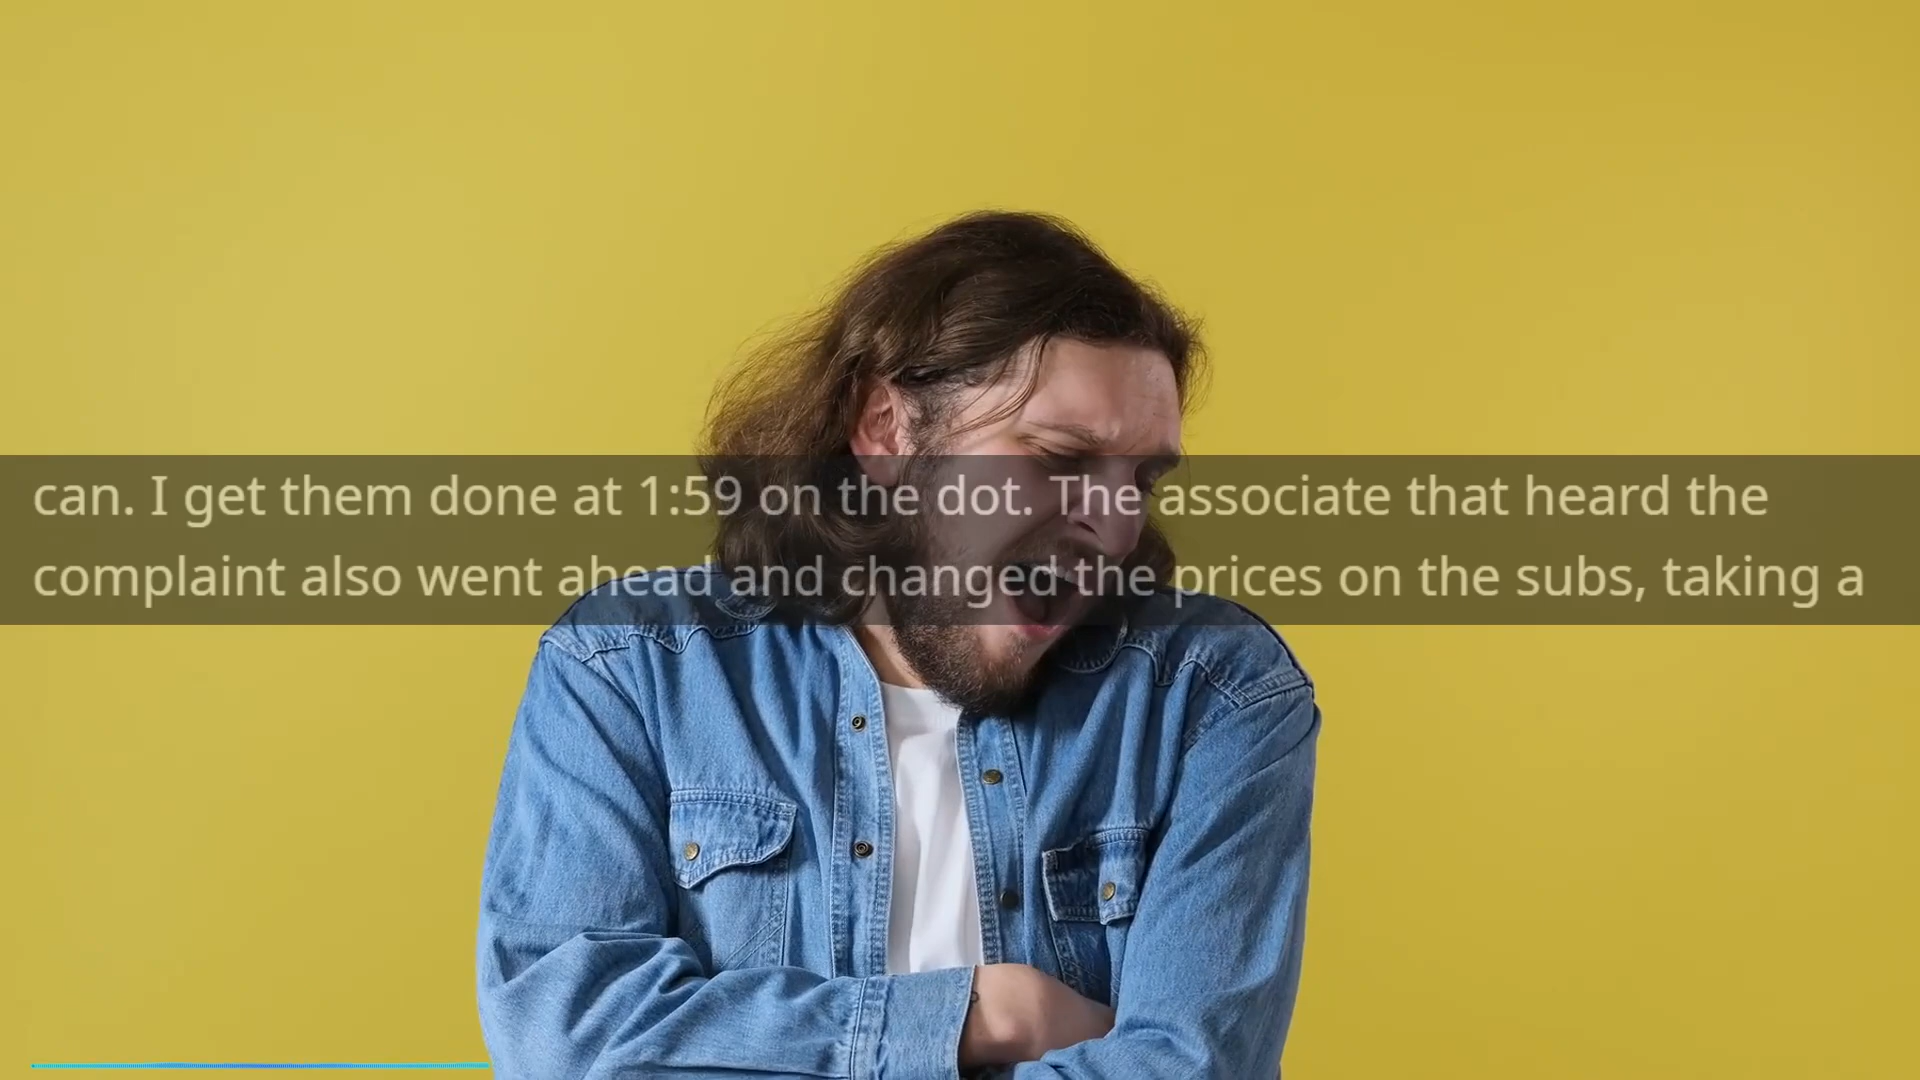 can. I get them done at 1:59 on the dot. The associate that heard the
complaint also went ahead and changed the prices on the subs, taking a